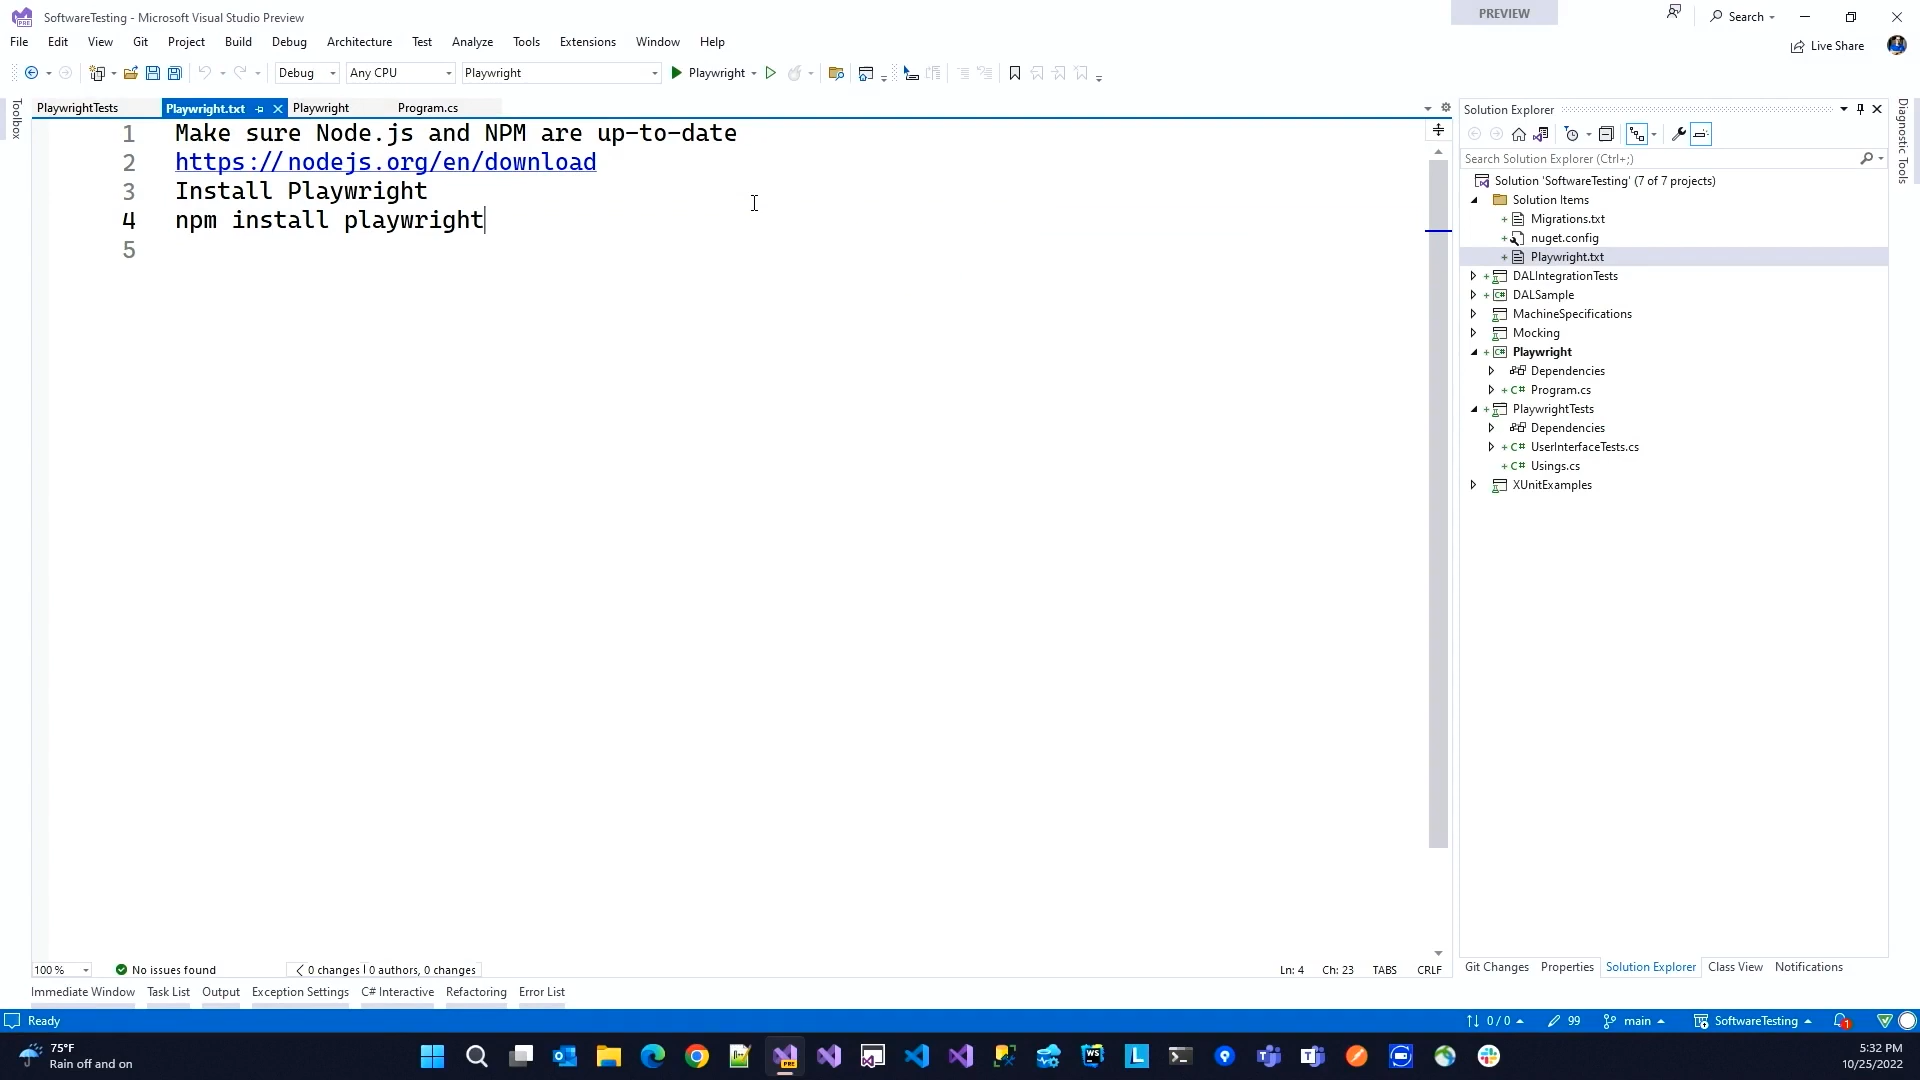 SoftwareTesting - Microsoft Visual Studio Preview
PREVIEW
Search
File Edit View Git Project Build Debug Architecture Test Analyze Tools Extensions Window Help
Live Share
Debug Any CPU Playwright Playwright
Toolbox
PlaywrightTests Playwright.txt Playwright Program.cs
1 Make sure Node.js and NPM are up-to-date
2 https://nodejs.org/en/download
3 Install Playwright
4 npm install playwright
5
Solution Explorer
Search Solution Explorer (Ctrl+;)
Solution 'SoftwareTesting' (7 of 7 projects)
Solution Items
Migrations.txt
nuget.config
Playwright.txt
DALIntegrationTests
DALSample
MachineSpecifications
Mocking
Playwright
Dependencies
Program.cs
PlaywrightTests
Dependencies
UserInterfaceTests.cs
Usings.cs
XUnitExamples
Diagnostic Tools
100 % No issues found 0 changes | 0 authors, 0 changes Ln: 4 Ch: 23 TABS CRLF
Git Changes Properties Solution Explorer Class View Notifications
Immediate Window Task List Output Exception Settings C# Interactive Refactoring Error List
Ready 0 / 0 99 main SoftwareTesting 1
75°F
Rain off and on
5:32 PM
10/25/2022